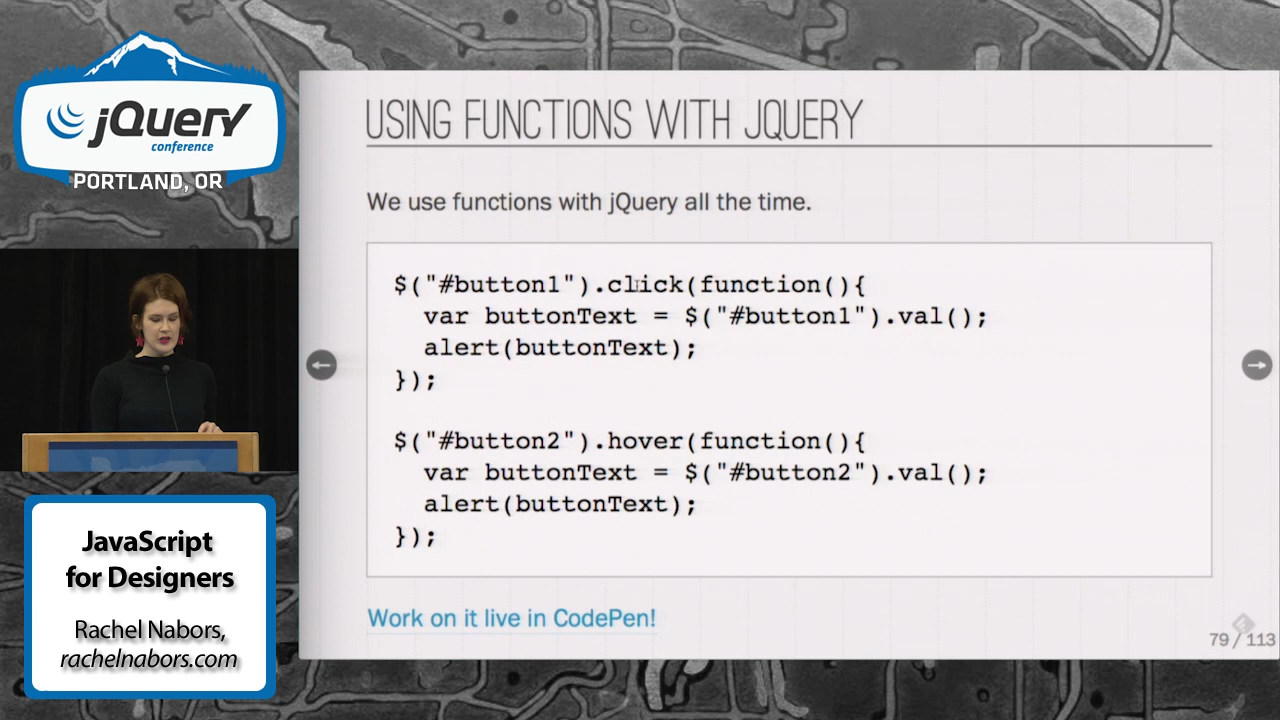 jQuery
conference
PORTLAND, OR
JavaScript
for Designers
Rachel Nabors,
rachelnabors.com
USING FUNCTIONS WITH JQUERY
We use functions with jQuery all the time.
$("#button1").click(function(){
  var buttonText = $("#button1").val();
  alert(buttonText);
});
$("#button2").hover(function(){
  var buttonText = $("#button2").val();
  alert(buttonText);
});
Work on it live in CodePen!
79 / 113